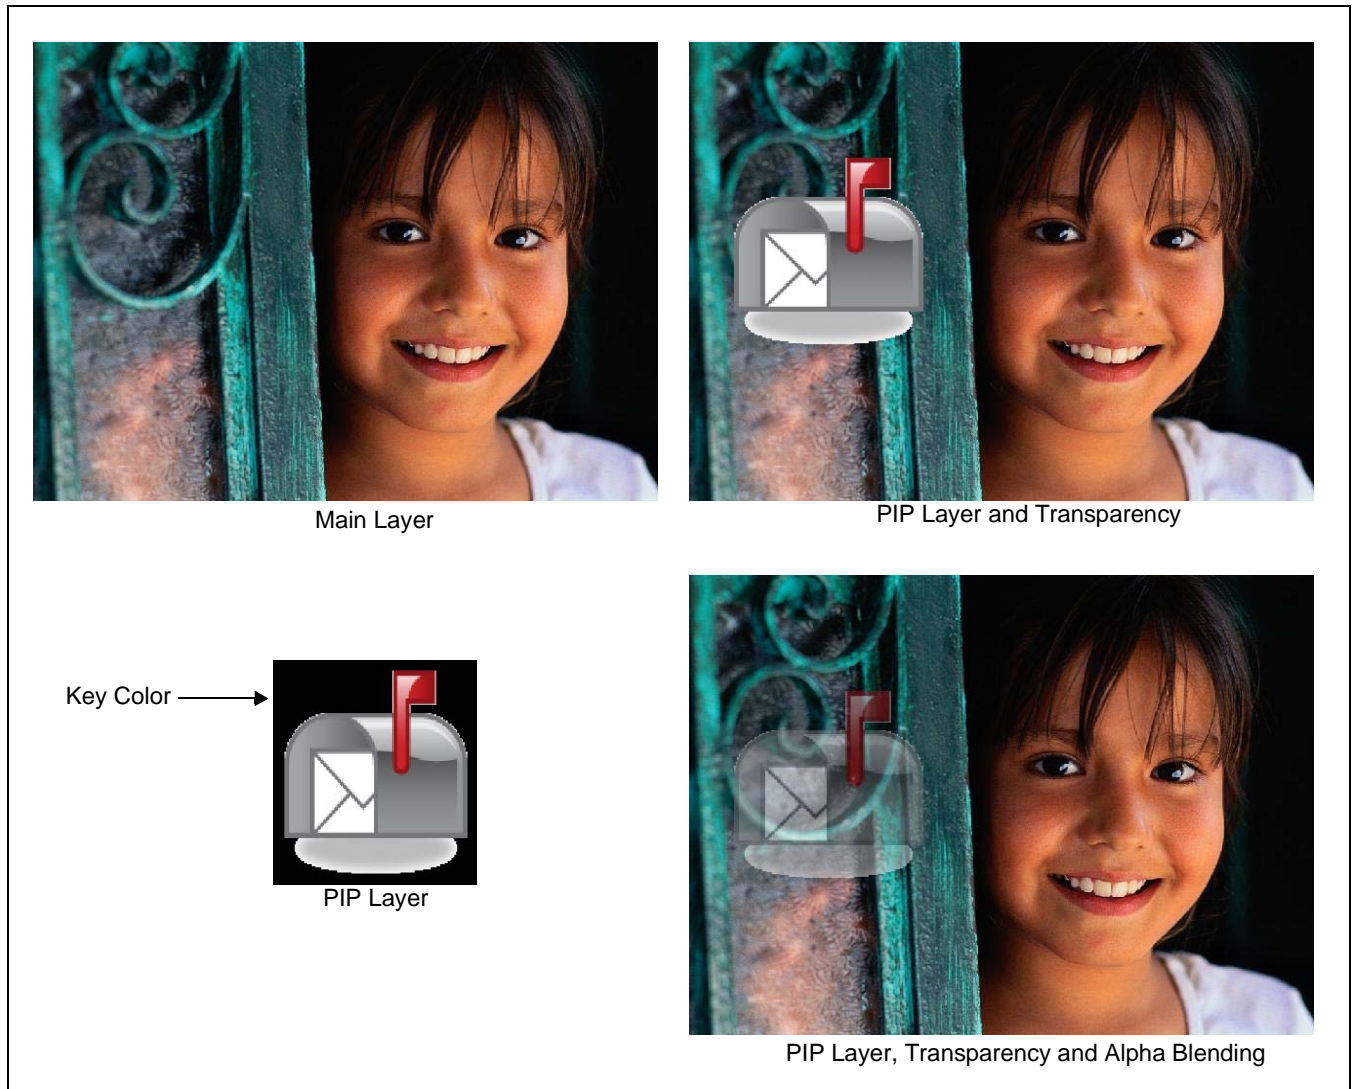 Main Layer
PIP Layer and Transparency
Key Color
PIP Layer
PIP Layer, Transparency and Alpha Blending